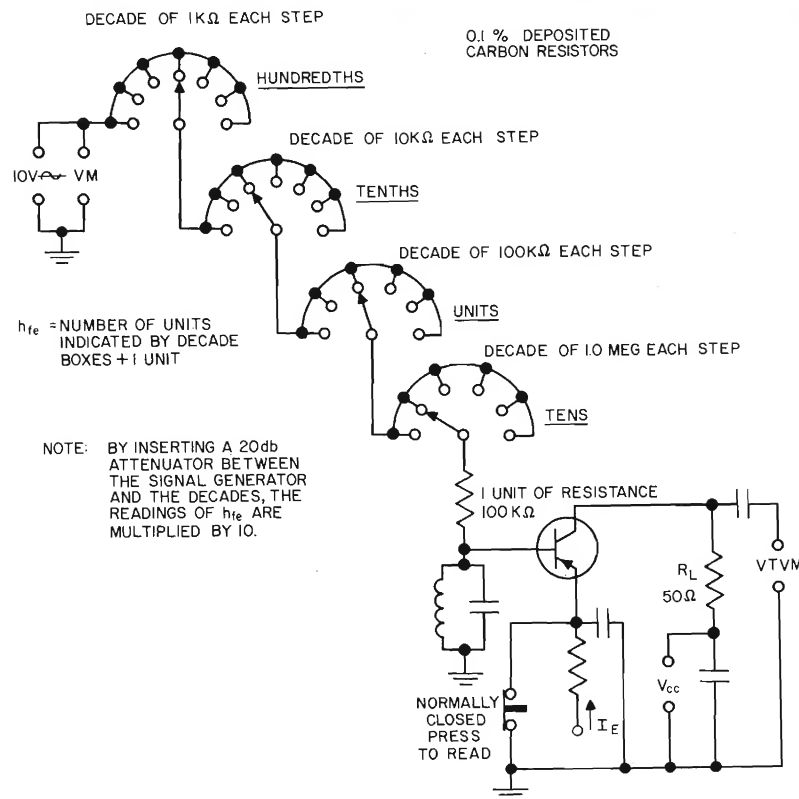 DECADE OF 1KΩ EACH STEP
0.1 % DEPOSITED
CARBON RESISTORS
HUNDREDTHS
DECADE OF 10KΩ EACH STEP
10V VM
TENTHS
DECADE OF 100KΩ EACH STEP
UNITS
hfe = NUMBER OF UNITS
INDICATED BY DECADE
BOXES + 1 UNIT
DECADE OF 1.0 MEG EACH STEP
TENS
NOTE: BY INSERTING A 20db
ATTENUATOR BETWEEN
THE SIGNAL GENERATOR
AND THE DECADES, THE
READINGS OF hfe ARE
MULTIPLIED BY 10.
1 UNIT OF RESISTANCE
100KΩ
RL
50Ω
VTVM
VCC
NORMALLY
CLOSED
PRESS
TO READ
IE